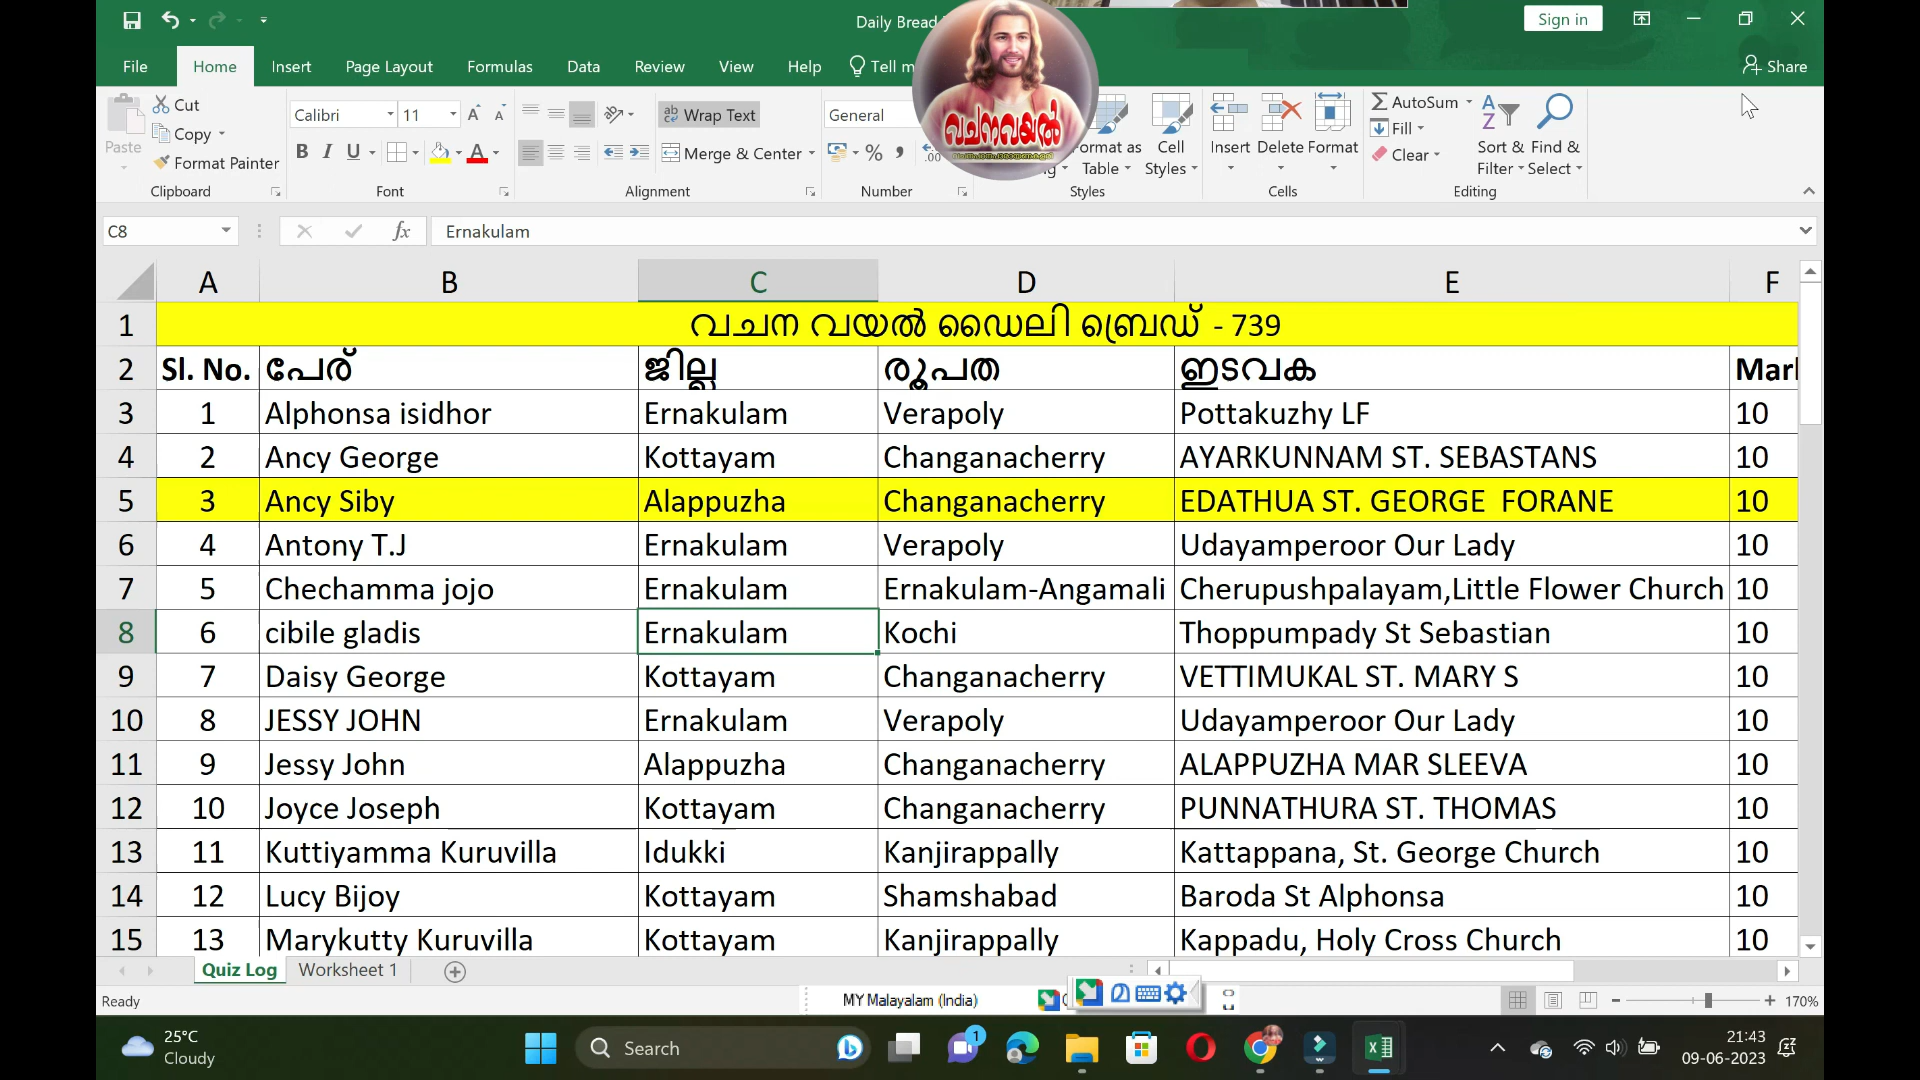 Daily Bread
Sign in
File Home Insert Page Layout Formulas Data Review View Help Tell m Share
Paste Cut Copy Format Painter Clipboard
Calibri 11 B I U A Font
Wrap Text Merge & Center Alignment
General % Number
വചനവയൽ
Format as Table Cell Styles Styles
Insert Delete Format Cells
AutoSum Fill Clear Sort & Filter Find & Select Editing
C8 fx Ernakulam
A B C D E F
1 വചന വയൽ ഡൈലി ബ്രെഡ് - 739
2 Sl. No. പേര് ജില്ല രൂപത ഇടവക Mar
3 1 Alphonsa isidhor Ernakulam Verapoly Pottakuzhy LF 10
4 2 Ancy George Kottayam Changanacherry AYARKUNNAM ST. SEBASTANS 10
5 3 Ancy Siby Alappuzha Changanacherry EDATHUA ST. GEORGE  FORANE 10
6 4 Antony T.J Ernakulam Verapoly Udayamperoor Our Lady 10
7 5 Chechamma jojo Ernakulam Ernakulam-Angamali Cherupushpalayam,Little Flower Church 10
8 6 cibile gladis Ernakulam Kochi Thoppumpady St Sebastian 10
9 7 Daisy George Kottayam Changanacherry VETTIMUKAL ST. MARY S 10
10 8 JESSY JOHN Ernakulam Verapoly Udayamperoor Our Lady 10
11 9 Jessy John Alappuzha Changanacherry ALAPPUZHA MAR SLEEVA 10
12 10 Joyce Joseph Kottayam Changanacherry PUNNATHURA ST. THOMAS 10
13 11 Kuttiyamma Kuruvilla Idukki Kanjirappally Kattappana, St. George Church 10
14 12 Lucy Bijoy Kottayam Shamshabad Baroda St Alphonsa 10
15 13 Marykutty Kuruvilla Kottayam Kanjirappally Kappadu, Holy Cross Church 10
Quiz Log Worksheet 1
Ready MY Malayalam (India) 170%
25°C
Cloudy
Search
1
21:43
09-06-2023